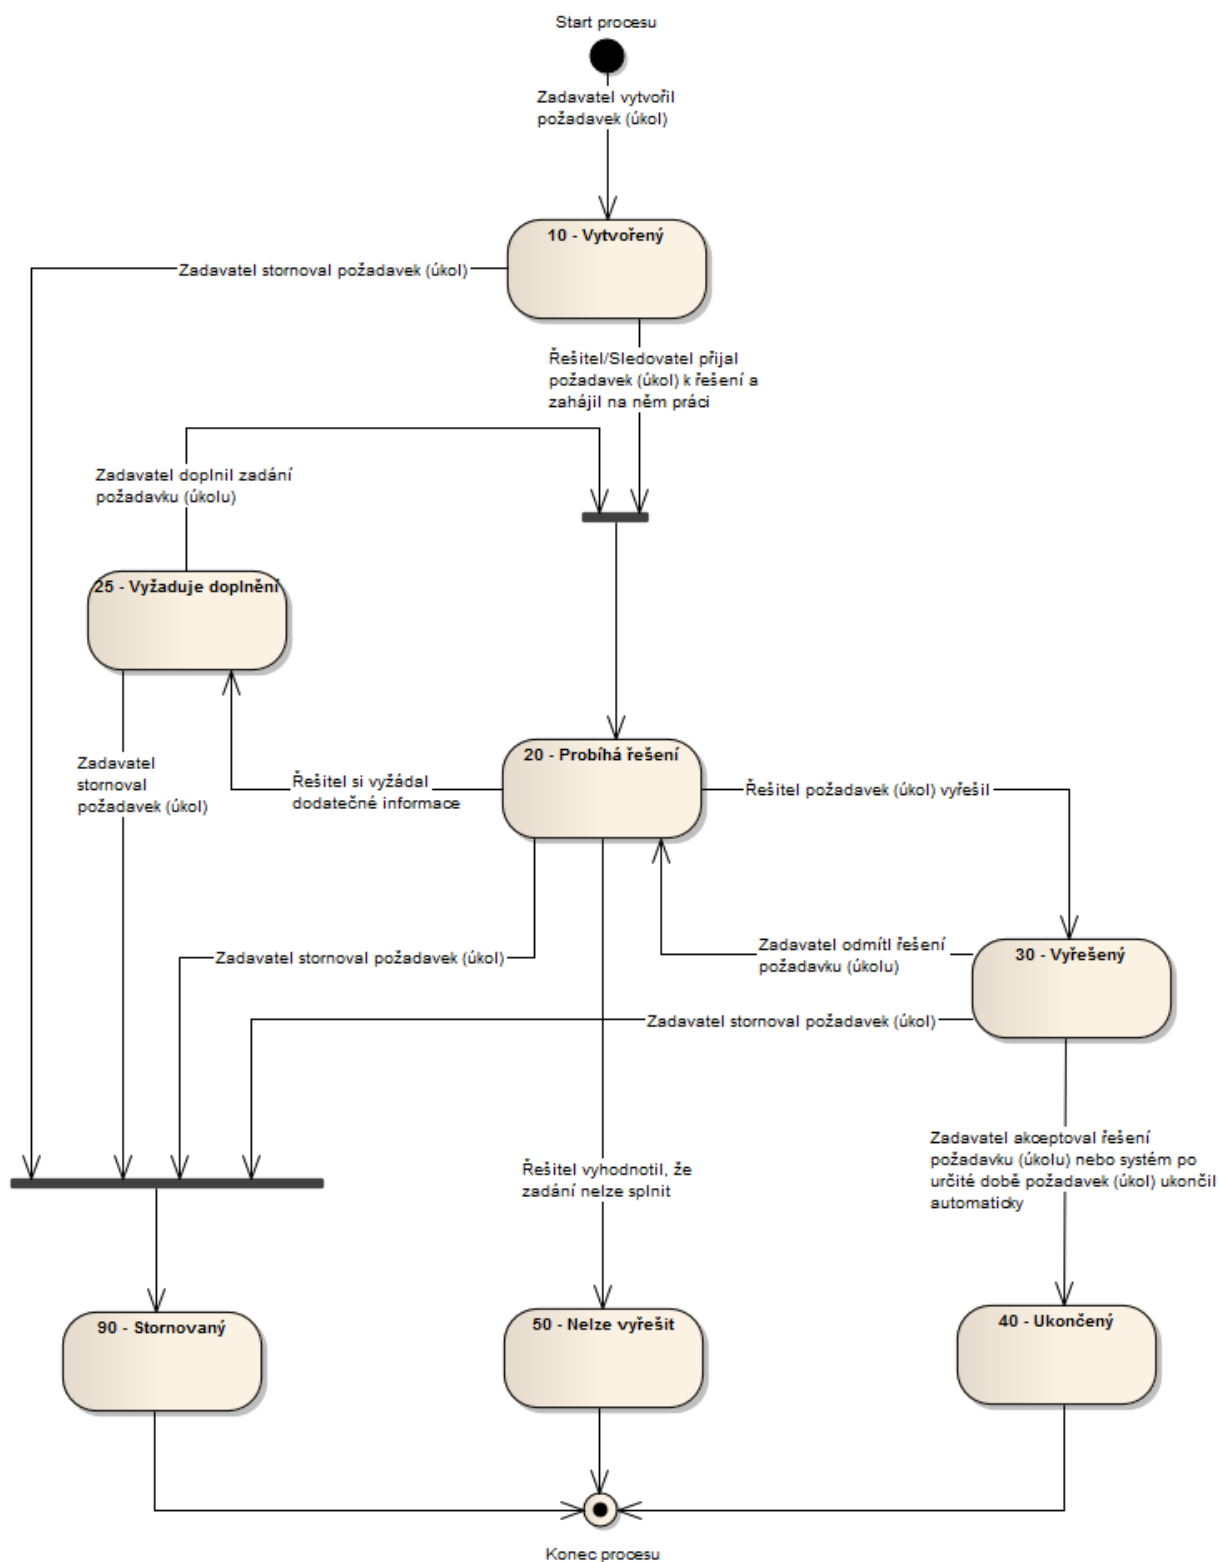 Start procesu
Zadavatel vytvořil
požadavek (úkol)
10 - Vytvořený
Zadavatel stornoval požadavek (úkol)
Řešitel/Sledovatel přijal
požadavek (úkol) k řešení a
zahájil na něm práci
Zadavatel doplnil zadání
požadavku (úkolu)
25 - Vyžaduje doplnění
20 - Probíhá řešení
Zadavatel
stornoval
požadavek (úkol)
Řešitel si vyžádal
dodatečné informace
Řešitel požadavek (úkol) vyřešil
Zadavatel stornoval požadavek (úkol)
Zadavatel odmítl řešení
požadavku (úkolu)
30 - Vyřešený
Zadavatel stornoval požadavek (úkol)
Zadavatel akceptoval řešení
požadavku (úkolu) nebo systém po
určité době požadavek (úkol) ukončil
automaticky
Řešitel vyhodnotil, že
zadání nelze splnit
90 - Stornovaný
50 - Nelze vyřešit
40 - Ukončený
Konec procesu